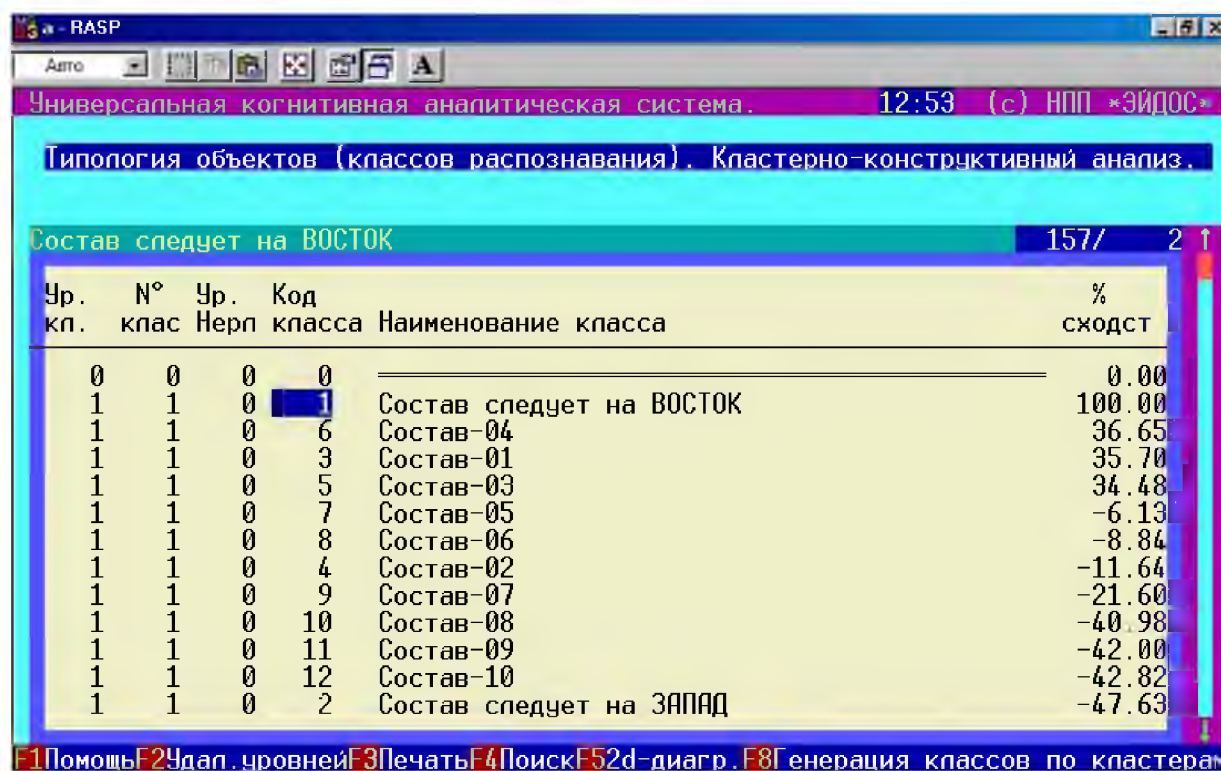 a - RASP
Авто A
Универсальная когнитивная аналитическая система. 12:53 (c) НПП *ЭЙДОС*
Типология объектов (классов распознавания). Кластерно-конструктивный анализ.
Состав следует на ВОСТОК 157/ 2 ↑
Ур. N° Ур. Код %
кл. клас Нерл класса Наименование класса сходст
0 0 0 0 ═══════════════ 0.00
1 1 0 1 Состав следует на ВОСТОК 100.00
1 1 0 6 Состав-04 36.65
1 1 0 3 Состав-01 35.70
1 1 0 5 Состав-03 34.48
1 1 0 7 Состав-05 -6.13
1 1 0 8 Состав-06 -8.84
1 1 0 4 Состав-02 -11.64
1 1 0 9 Состав-07 -21.60
1 1 0 10 Состав-08 -40.98
1 1 0 11 Состав-09 -42.00
1 1 0 12 Состав-10 -42.82
1 1 0 2 Состав следует на ЗАПАД -47.63
F1ПомощьF2Удал.уровнейF3ПечатьF4ПоискF52d-диагр.F8Генерация классов по кластерам